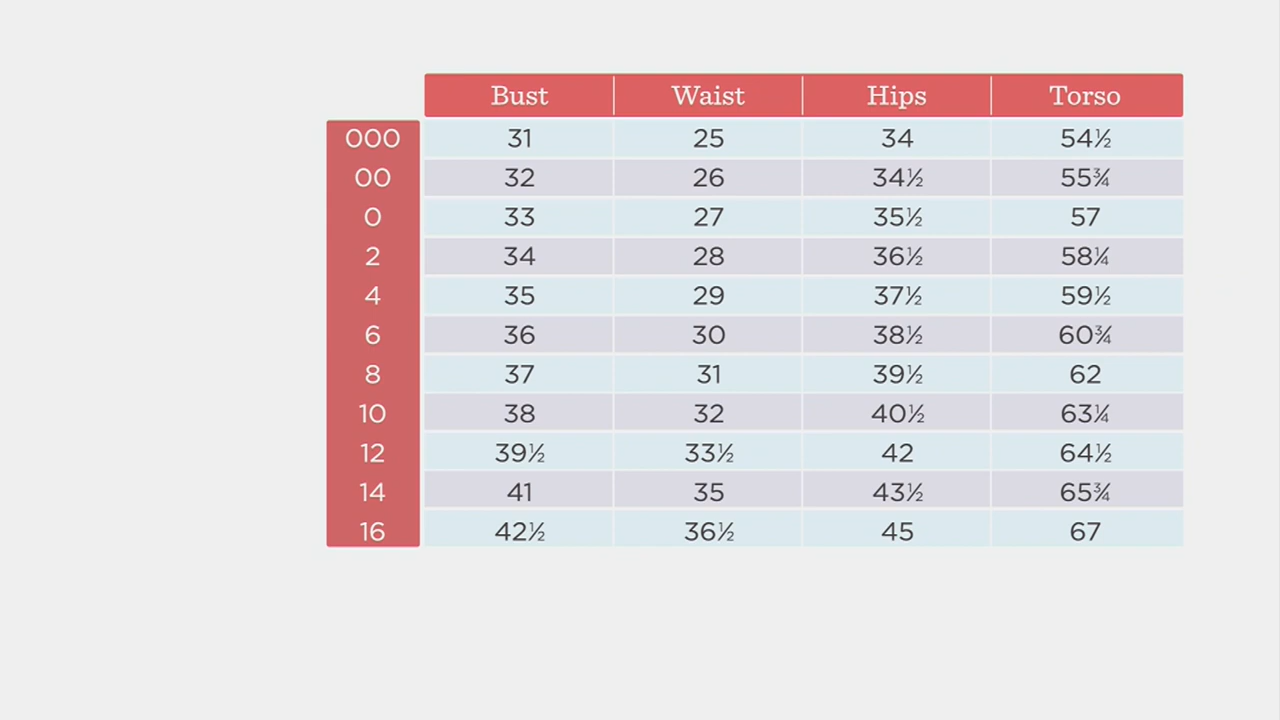 Bust Waist Hips Torso
000 31 25 34 54½
00 32 26 34½ 55¾
0 33 27 35½ 57
2 34 28 36½ 58¼
4 35 29 37½ 59½
6 36 30 38½ 60¾
8 37 31 39½ 62
10 38 32 40½ 63¼
12 39½ 33½ 42 64½
14 41 35 43½ 65¾
16 42½ 36½ 45 67